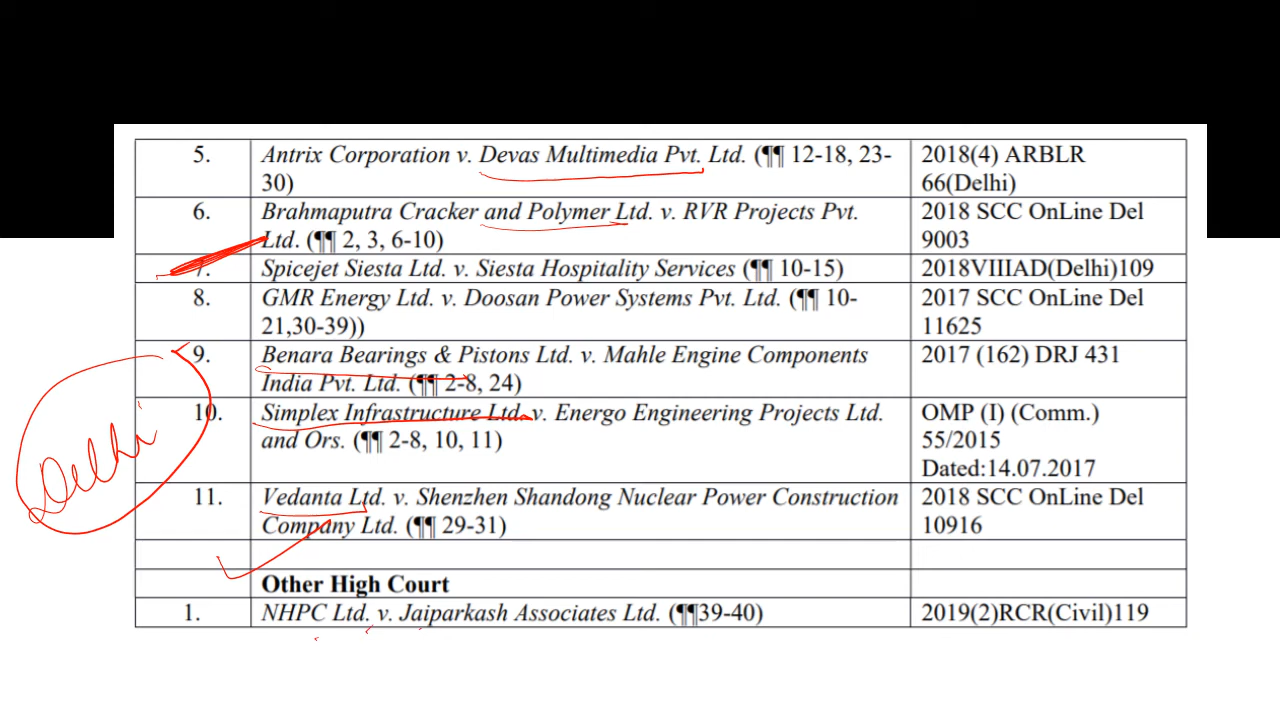 5. Antrix Corporation v. Devas Multimedia Pvt. Ltd. (¶¶ 12-18, 23- 2018(4) ARBLR
30) 66(Delhi)
6. Brahmaputra Cracker and Polymer Ltd. v. RVR Projects Pvt. 2018 SCC OnLine Del
Ltd. (¶¶ 2, 3, 6-10) 9003
7. Spicejet Siesta Ltd. v. Siesta Hospitality Services (¶¶ 10-15) 2018VIIIAD(Delhi)109
8. GMR Energy Ltd. v. Doosan Power Systems Pvt. Ltd. (¶¶ 10- 2017 SCC OnLine Del
21,30-39)) 11625
9. Benara Bearings & Pistons Ltd. v. Mahle Engine Components 2017 (162) DRJ 431
India Pvt. Ltd. (¶¶ 2-8, 24)
10. Simplex Infrastructure Ltd. v. Energo Engineering Projects Ltd. OMP (I) (Comm.)
and Ors. (¶¶ 2-8, 10, 11) 55/2015
Dated:14.07.2017
Delhi
11. Vedanta Ltd. v. Shenzhen Shandong Nuclear Power Construction 2018 SCC OnLine Del
Company Ltd. (¶¶ 29-31) 10916
Other High Court
1. NHPC Ltd. v. Jaiparkash Associates Ltd. (¶¶39-40) 2019(2)RCR(Civil)119